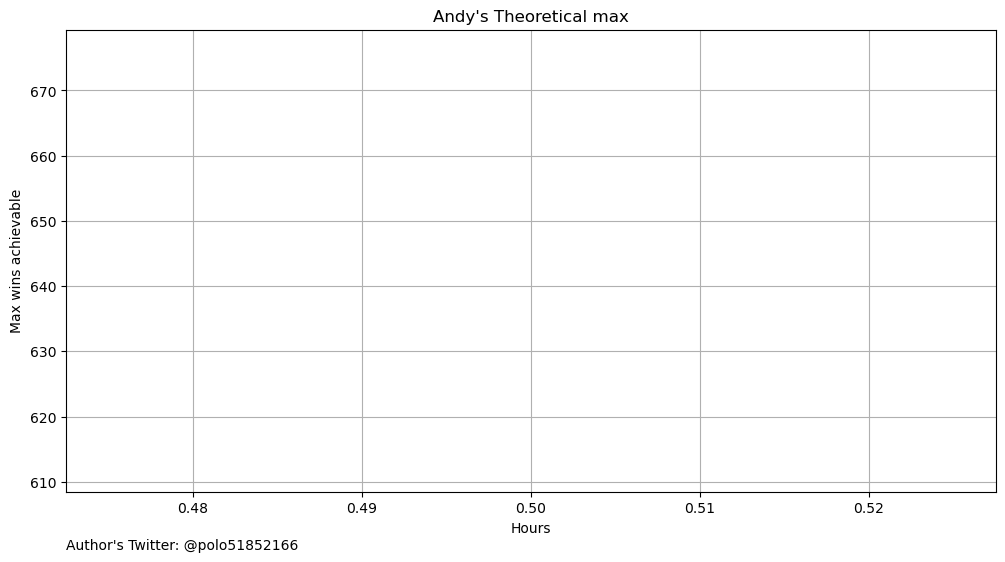 Andy's Theoretical max
Max wins achievable
670
660
650
640
630
620
610
0.48 0.49 0.50 0.51 0.52
Hours
Author's Twitter: @polo51852166